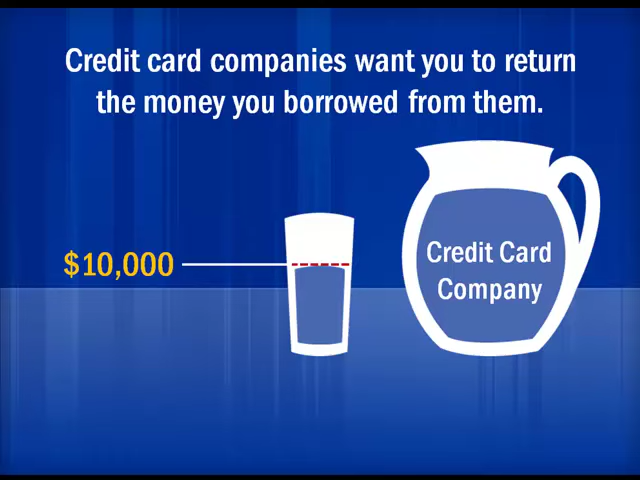 Credit card companies want you to return
the money you borrowed from them.
$10,000
Credit Card
Company